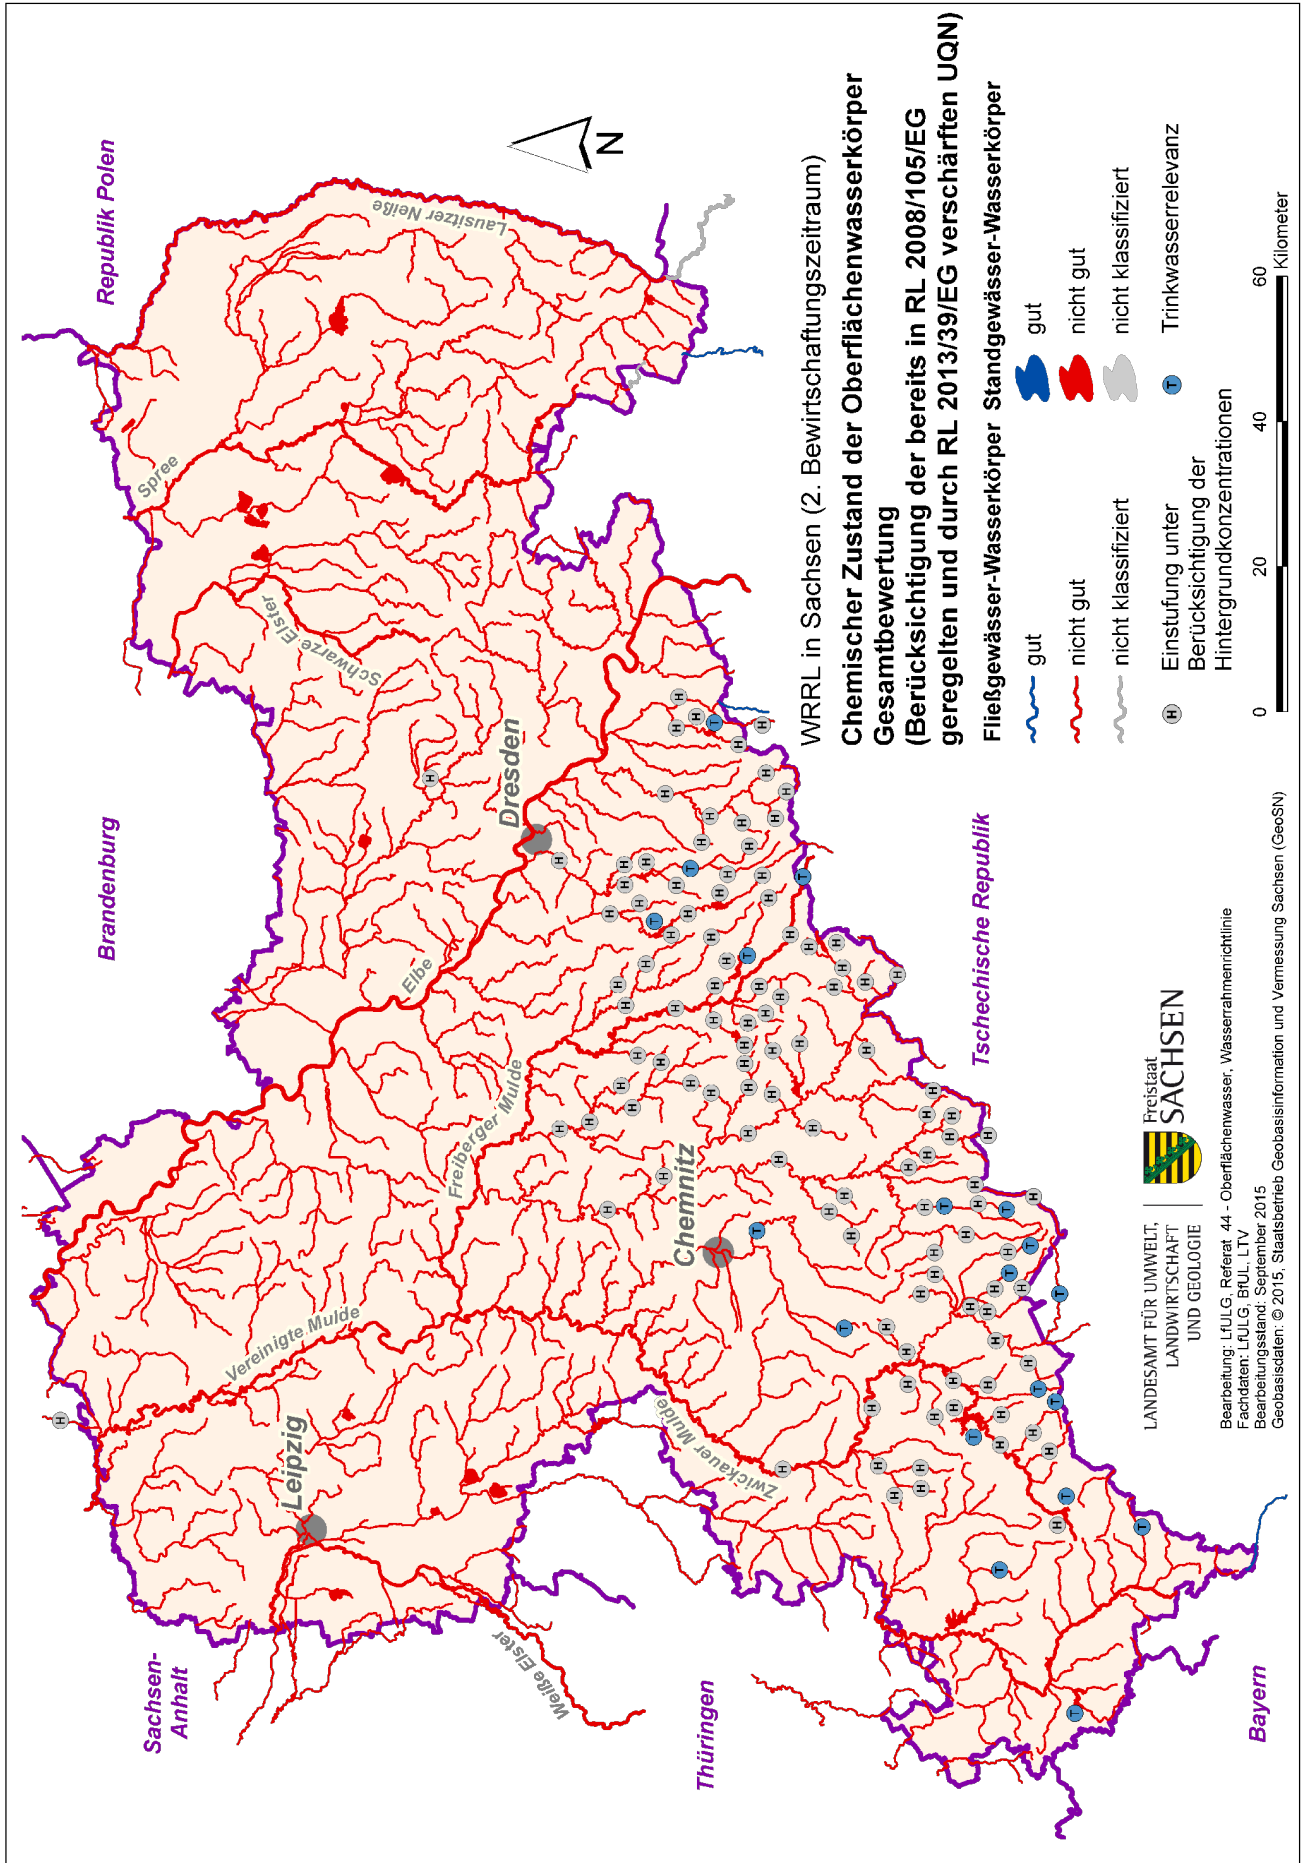 WRRL in Sachsen (2. Bewirtschaftungszeitraum)
Chemischer Zustand der Oberflächenwasserkörper
Gesamtbewertung
(Berücksichtigung der bereits in RL 2008/105/EG
geregelten und durch RL 2013/39/EG verschärften UQN)
Fließgewässer-Wasserkörper Standgewässer-Wasserkörper
gut
gut
nicht gut
nicht gut
nicht klassifiziert
nicht klassifiziert
H Einstufung unter
Berücksichtigung der
Hintergrundkonzentrationen
T Trinkwasserrelevanz
0 20 40 60 Kilometer
N
Republik Polen
Brandenburg
Sachsen-
Anhalt
Thüringen
Bayern
Tschechische Republik
Lausitzer Neiße
Spree
Schwarze Elster
Elbe
Freiberger Mulde
Vereinigte Mulde
Zwickauer Mulde
Weiße Elster
Dresden
Chemnitz
Leipzig
LANDESAMT FÜR UMWELT,
LANDWIRTSCHAFT
UND GEOLOGIE
Freistaat
SACHSEN
Bearbeitung: LfULG, Referat 44 - Oberflächenwasser, Wasserrahmenrichtlinie
Fachdaten: LfULG, BfUL, LTV
Bearbeitungsstand: September 2015
Geobasisdaten: © 2015, Staatsbetrieb Geobasisinformation und Vermessung Sachsen (GeoSN)